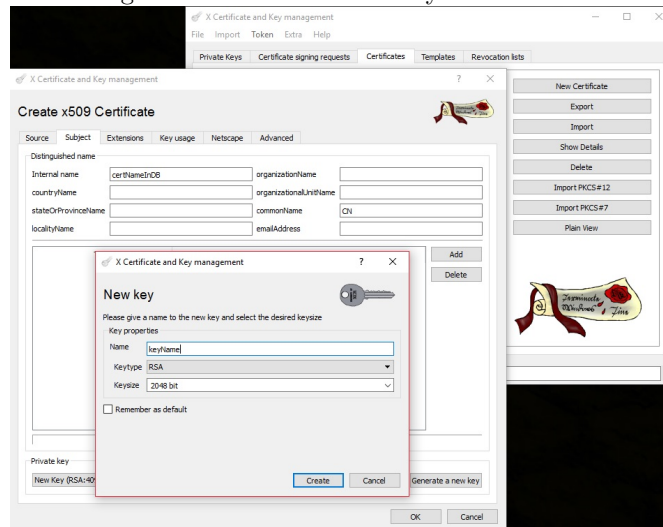 X Certificate and Key management
File Import Token Extra Help
Private Keys Certificate signing requests Certificates Templates Revocation lists
New Certificate
Export
Import
Show Details
Delete
Import PKCS#12
Import PKCS#7
Plain View
X Certificate and Key management ?
Create x509 Certificate
Source Subject Extensions Key usage Netscape Advanced
Distinguished name
Internal name certNameInDB organizationName
countryName organizationalUnitName
stateOrProvinceName commonName CN
localityName emailAddress
Add
Delete
X Certificate and Key management ?
New key
Please give a name to the new key and select the desired keysize
Key properties
Name keyName
Keytype RSA
Keysize 2048 bit
Remember as default
Create Cancel
Private key
New Key (RSA:40 Generate a new key
OK Cancel